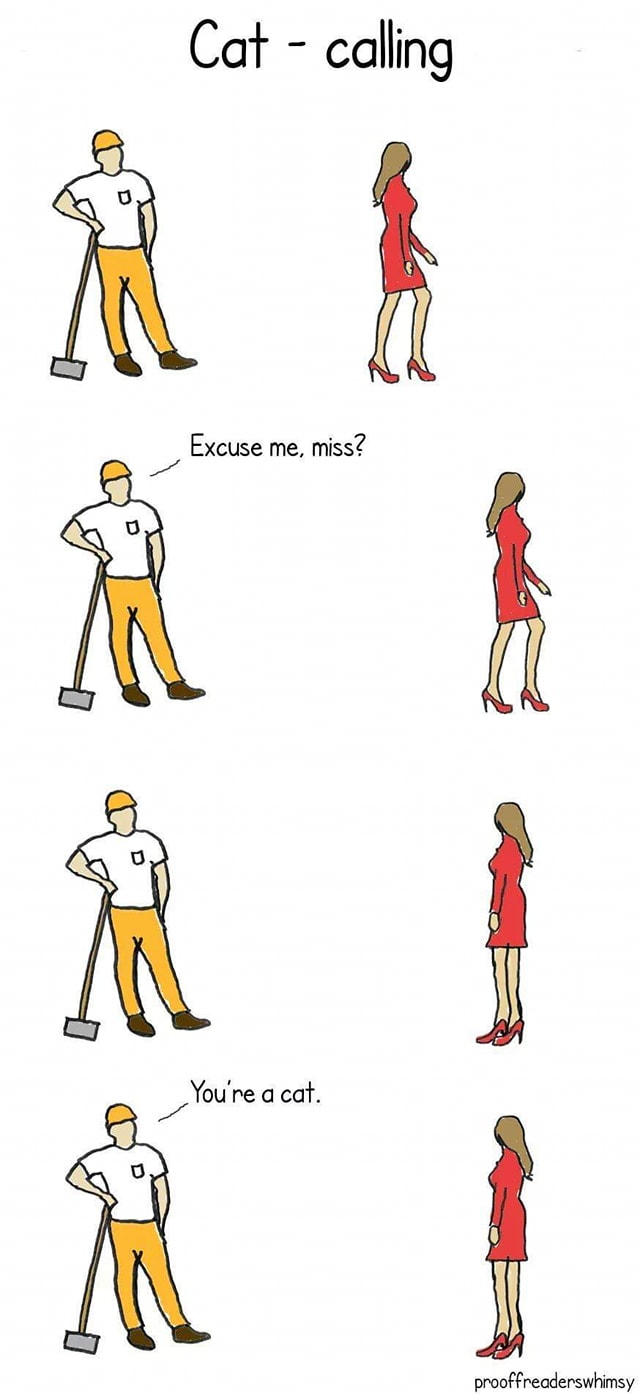 Cat - calling
Excuse me, miss?
You're a cat.
prooffreaderswhimsy